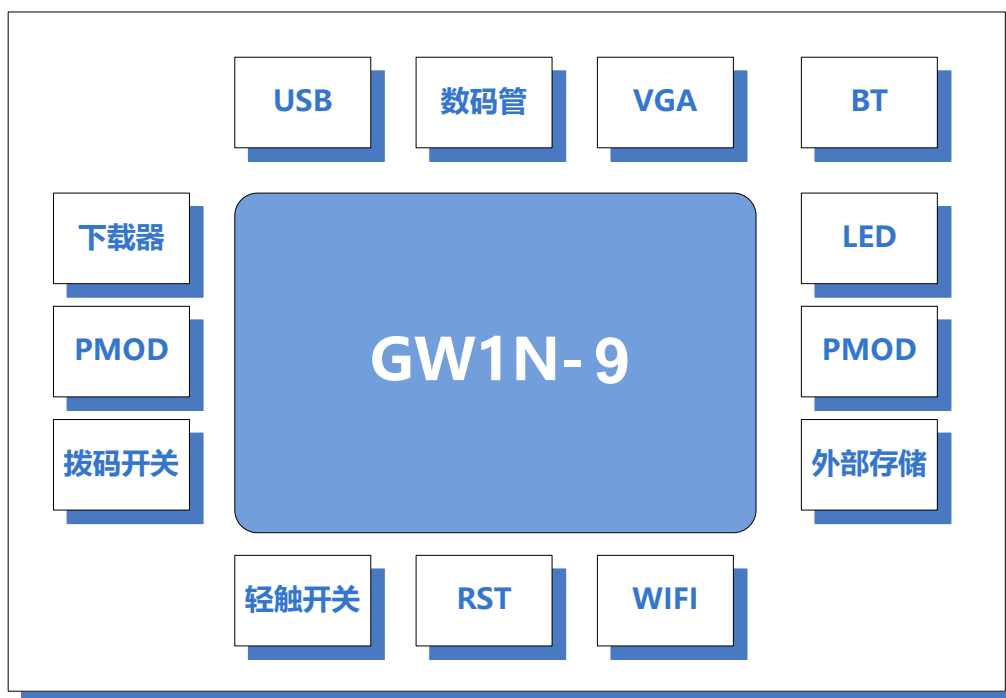 USB
数码管
VGA
BT
下载器
LED
GW1N-9
PMOD
PMOD
拨码开关
外部存储
轻触开关
RST
WIFI